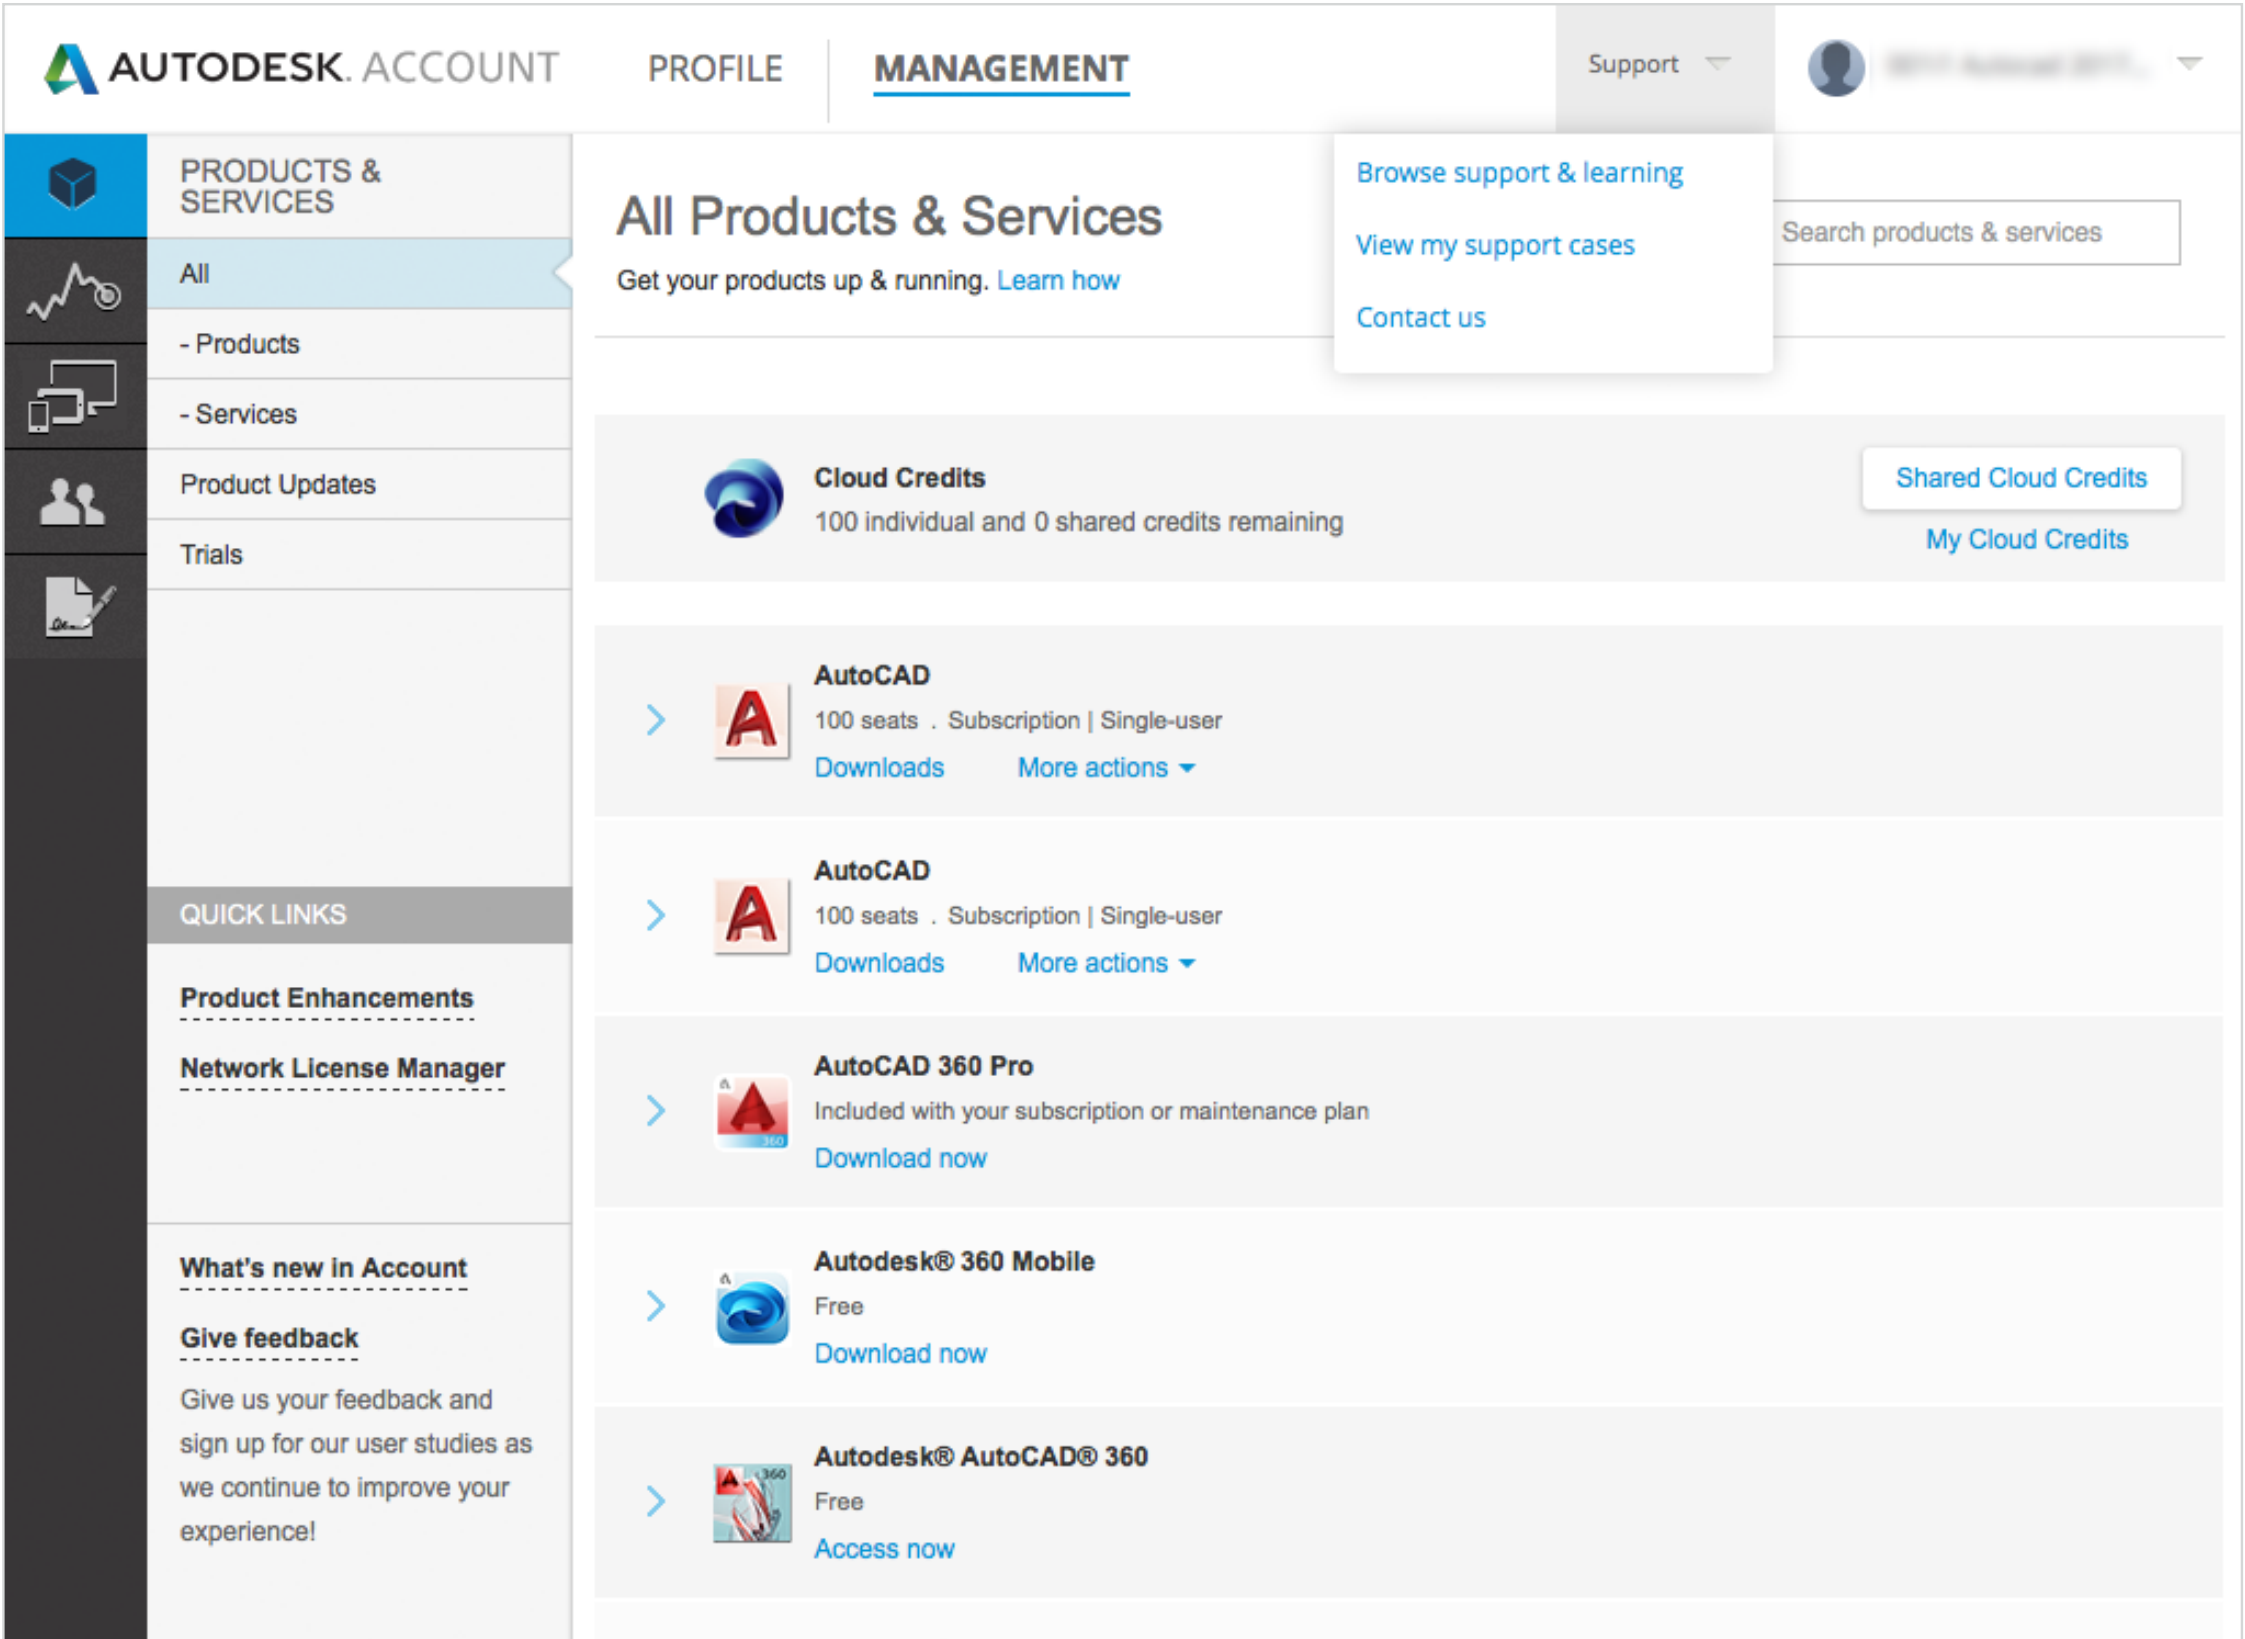 AUTODESK. ACCOUNT
PROFILE
MANAGEMENT
Support
Browse support & learning
View my support cases
Contact us
PRODUCTS &
SERVICES
All
- Products
- Services
Product Updates
Trials
QUICK LINKS
Product Enhancements
Network License Manager
What's new in Account
Give feedback
Give us your feedback and
sign up for our user studies as
we continue to improve your
experience!
All Products & Services
Get your products up & running. Learn how
Search products & services
Cloud Credits
100 individual and 0 shared credits remaining
Shared Cloud Credits
My Cloud Credits
AutoCAD
100 seats . Subscription | Single-user
Downloads More actions
AutoCAD
100 seats . Subscription | Single-user
Downloads More actions
360
AutoCAD 360 Pro
Included with your subscription or maintenance plan
Download now
Autodesk® 360 Mobile
Free
Download now
360
Autodesk® AutoCAD® 360
Free
Access now